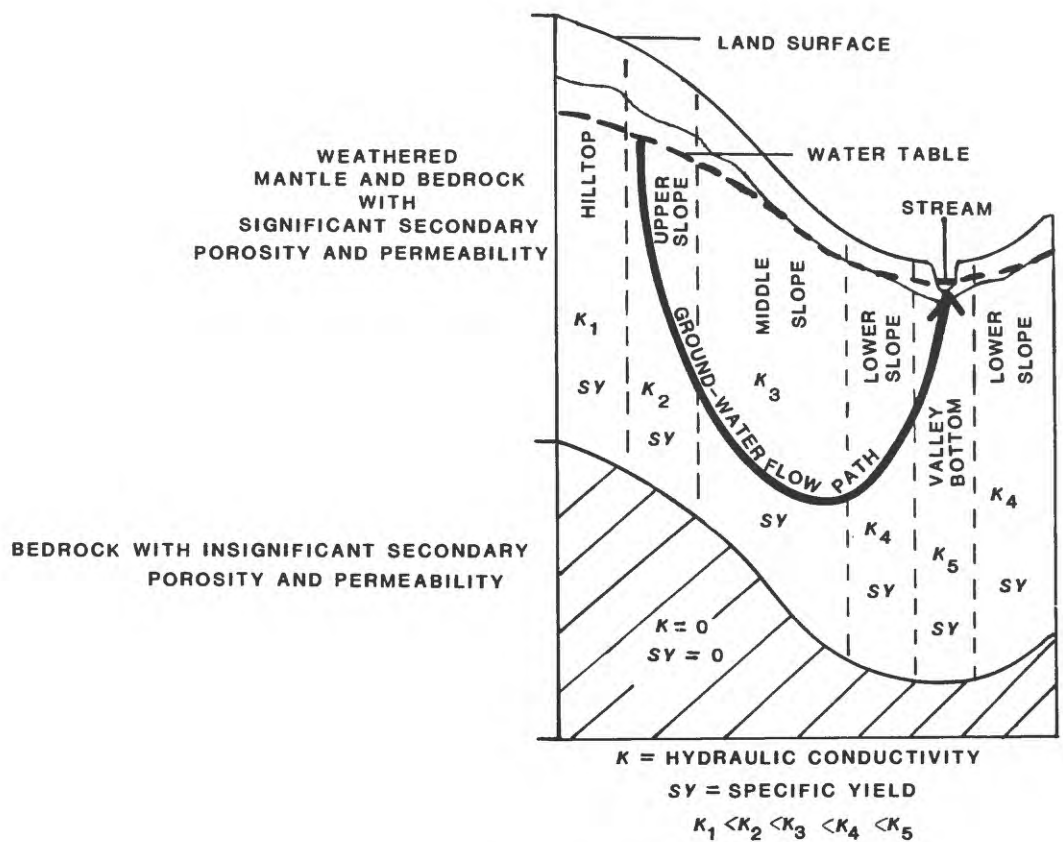 LAND SURFACE
WATER TABLE
STREAM
WEATHERED
MANTLE AND BEDROCK
WITH
SIGNIFICANT SECONDARY
POROSITY AND PERMEABILITY
HILLTOP
UPPER
SLOPE
MIDDLE
SLOPE
LOWER
SLOPE
VALLEY
BOTTOM
LOWER
SLOPE
GROUND-WATER FLOW PATH
K1
SY
K2
SY
K3
SY
K4
SY
K5
SY
K4
SY
BEDROCK WITH INSIGNIFICANT SECONDARY
POROSITY AND PERMEABILITY
K = 0
SY = 0
K = HYDRAULIC CONDUCTIVITY
SY = SPECIFIC YIELD
K1 <K2 <K3 <K4 <K5